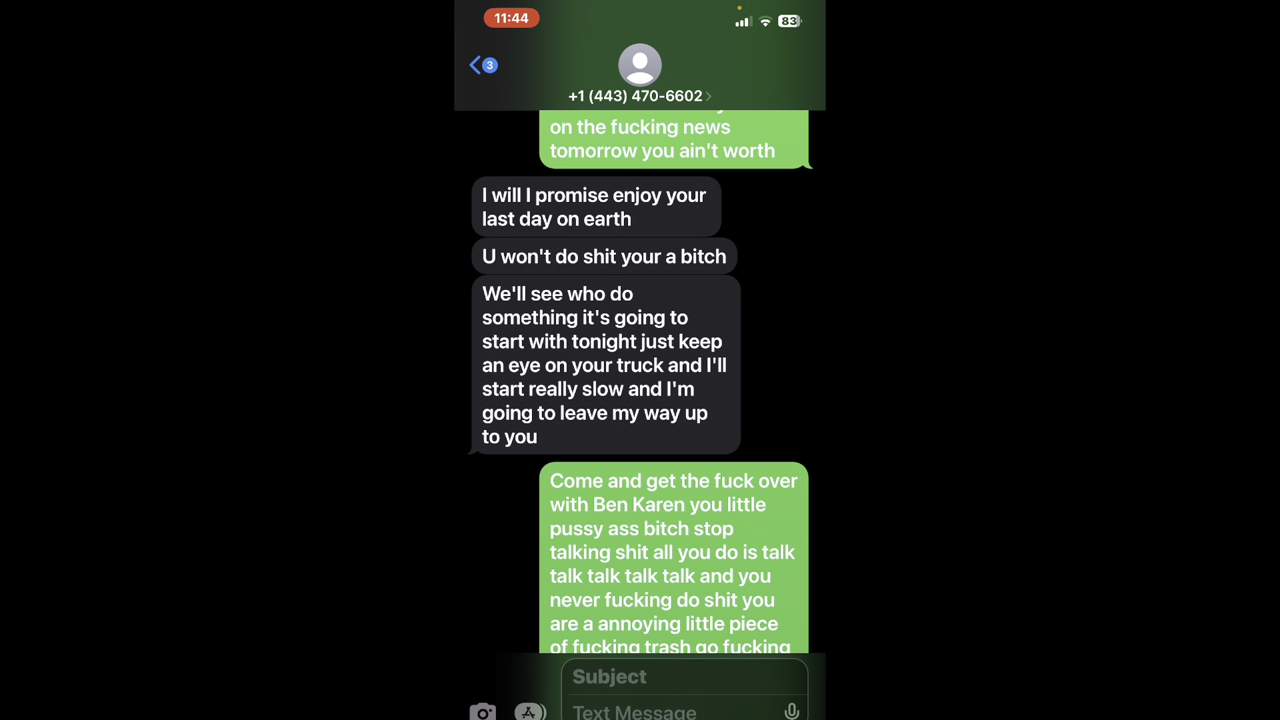 11:44
83
3
+1 (443) 470-6602
on the fucking news
tomorrow you ain't worth
I will I promise enjoy your
last day on earth
U won't do shit your a bitch
We'll see who do
something it's going to
start with tonight just keep
an eye on your truck and I'll
start really slow and I'm
going to leave my way up
to you
Come and get the fuck over
with Ben Karen you little
pussy ass bitch stop
talking shit all you do is talk
talk talk talk talk and you
never fucking do shit you
are a annoying little piece
of fucking trash go fucking
Subject
Text Message